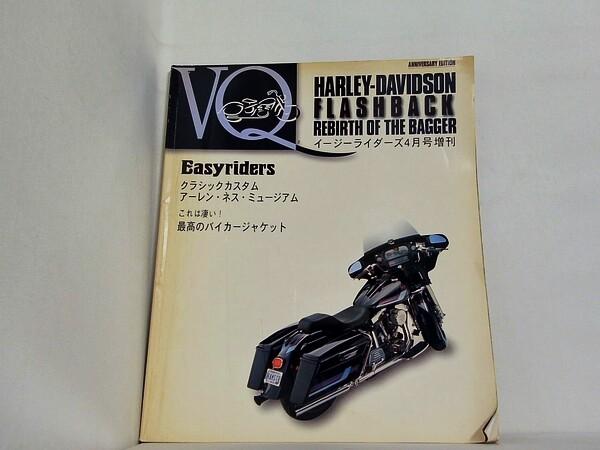 ANNIVERSARY EDITION
VQ
HARLEY-DAVIDSON
FLASHBACK
REBIRTH OF THE BAGGER
イージーライダーズ4月号増刊
Easyriders
クラシックカスタム
アーレン・ネス・ミュージアム
これは凄い!
最高のバイカージャケット